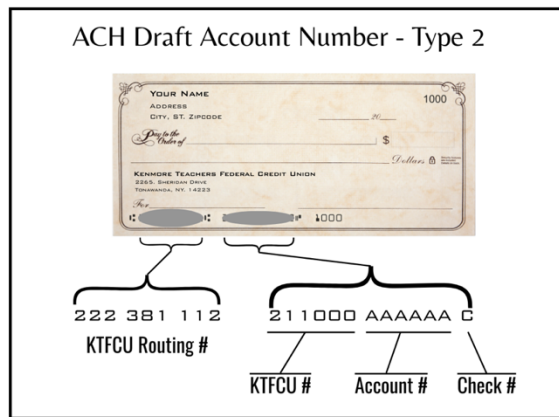 ACH Draft Account Number - Type 2
YOUR NAME
1000
ADDRESS
CITY, ST. ZIPCODE
20
Pay to the
Order of
$
Dollars
KENMORE TEACHERS FEDERAL CREDIT UNION
2265. SHERIDAN DRIVE
TONAWANDA, NY. 14223
For
1000
222 381 112
211000 AAAAAA C
KTFCU Routing #
KTFCU #
Account #
Check #